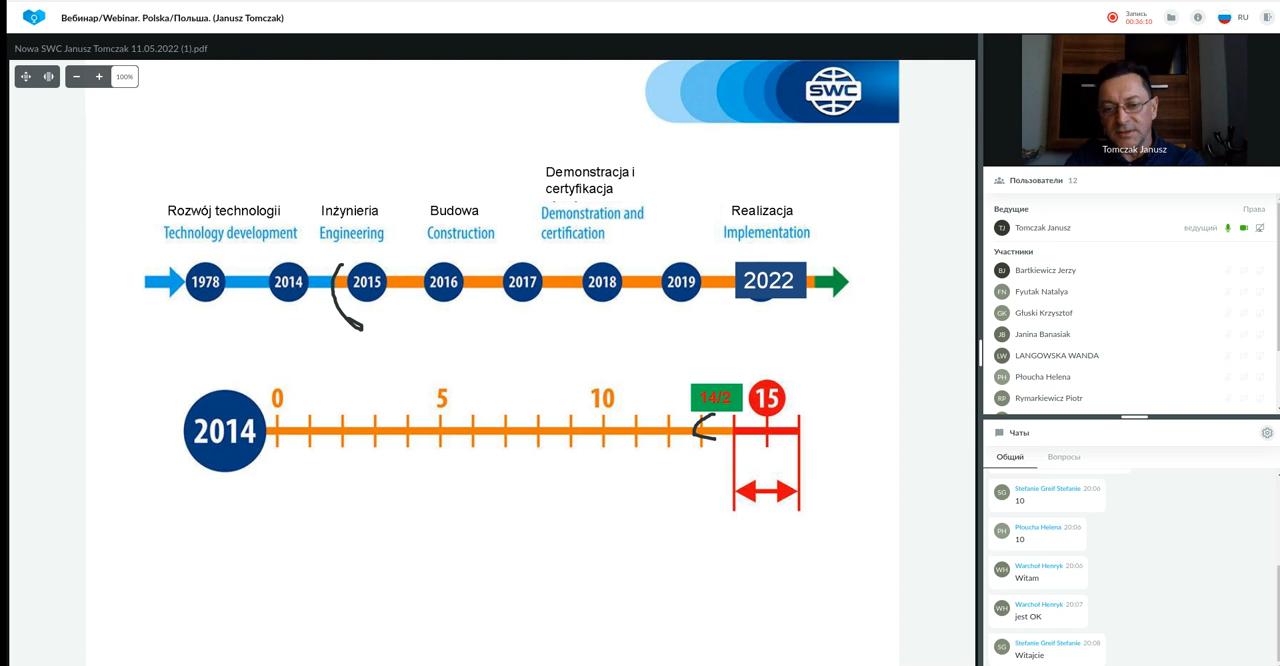 Вебинар/Webinar. Polska/Польша. (Janusz Tomczak)
Запись
00:36:10
RU
Nowa SWC Janusz Tomczak 11.05.2022 (1).pdf
100%
SWC
Demonstracja i
certyfikacja
Rozwój technologii
Inżynieria
Budowa
Realizacja
Technology development
Engineering
Construction
Demonstration and
certification
Implementation
1978
2014
2015
2016
2017
2018
2019
2022
0
5
10
14/2
15
2014
Tomczak Janusz
Пользователи 12
Ведущие
Права
TJ Tomczak Janusz ведущий
Участники
BJ Bartkiewicz Jerzy
FN Fyutak Natalya
GK Głuski Krzysztof
JB Janina Banasiak
LW LANGOWSKA WANDA
PH Płoucha Helena
RP Rymarkiewicz Piotr
Чаты
Общий
Вопросы
SG Stefanie Greif Stefanie 20:06
10
PH Płoucha Helena 20:06
10
WH Warchoł Henryk 20:06
Witam
WH Warchoł Henryk 20:07
jest OK
SG Stefanie Greif Stefanie 20:08
Witajcie